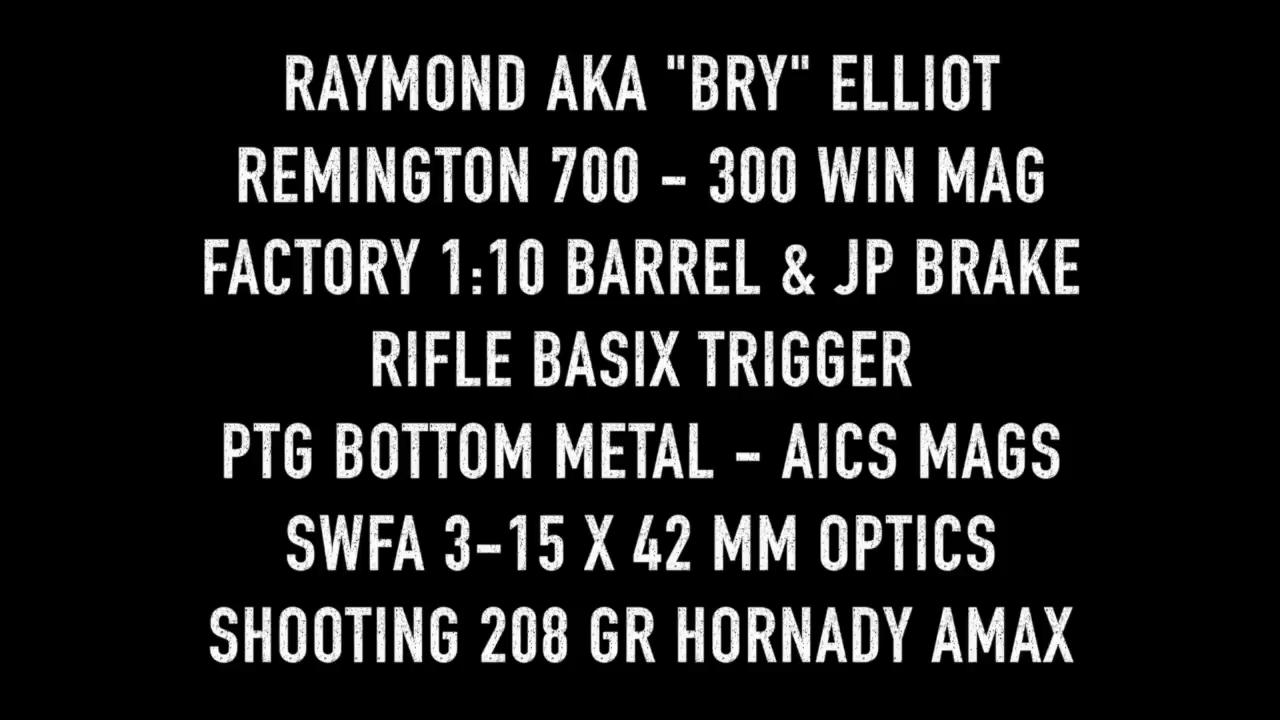 RAYMOND AKA "BRY" ELLIOT
REMINGTON 700 - 300 WIN MAG
FACTORY 1:10 BARREL & JP BRAKE
RIFLE BASIX TRIGGER
PTG BOTTOM METAL - AICS MAGS
SWFA 3-15 X 42 MM OPTICS
SHOOTING 208 GR HORNADY AMAX